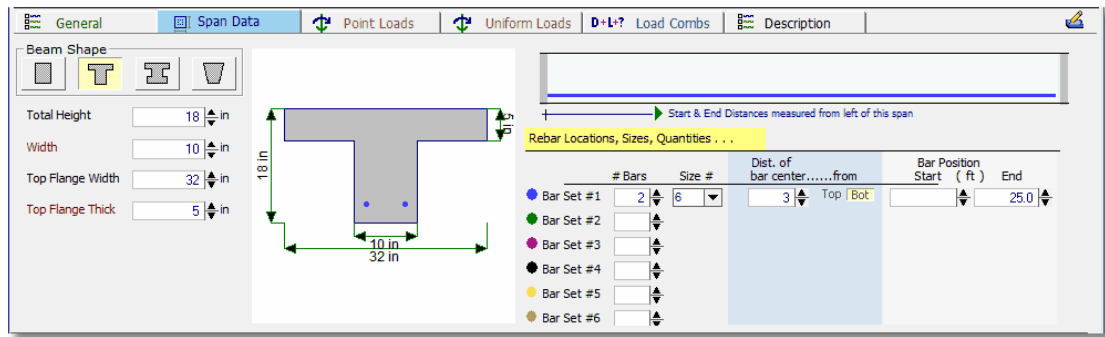 General Span Data Point Loads Uniform Loads D+L+? Load Combs Description
Beam Shape
Total Height 18 in
Width 10 in
Top Flange Width 32 in
Top Flange Thick 5 in
5 in
18 in
10 in
32 in
Start & End Distances measured from left of this span
Rebar Locations, Sizes, Quantities . . .
Dist. of Bar Position
# Bars Size # bar center......from Start ( ft ) End
Bar Set #1 2 6 3 Top Bot 25.0
Bar Set #2
Bar Set #3
Bar Set #4
Bar Set #5
Bar Set #6